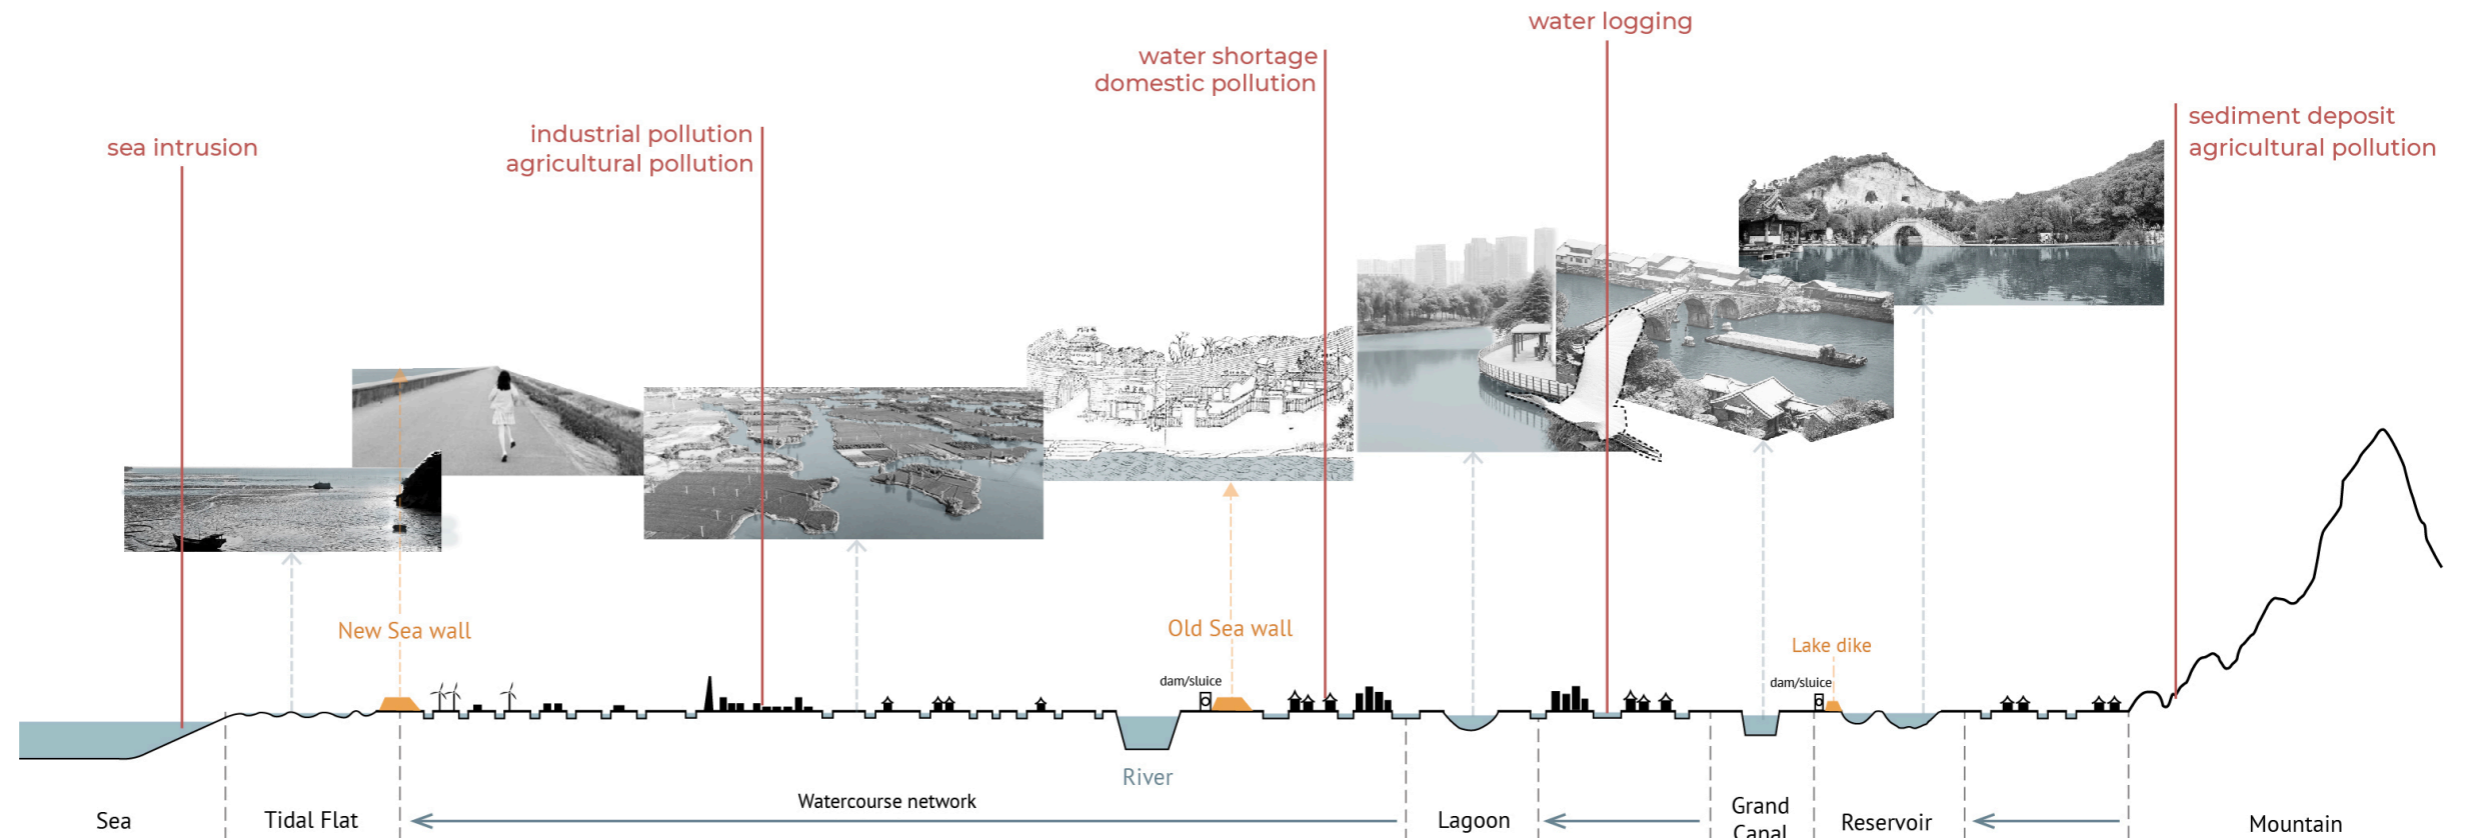 water logging
water shortage
domestic pollution
sediment deposit
agricultural pollution
industrial pollution
agricultural pollution
sea intrusion
New Sea wall
Old Sea wall
Lake dike
dam/sluice
dam/sluice
River
Watercourse network
Sea
Tidal Flat
Lagoon
Grand
Canal
Reservoir
Mountain